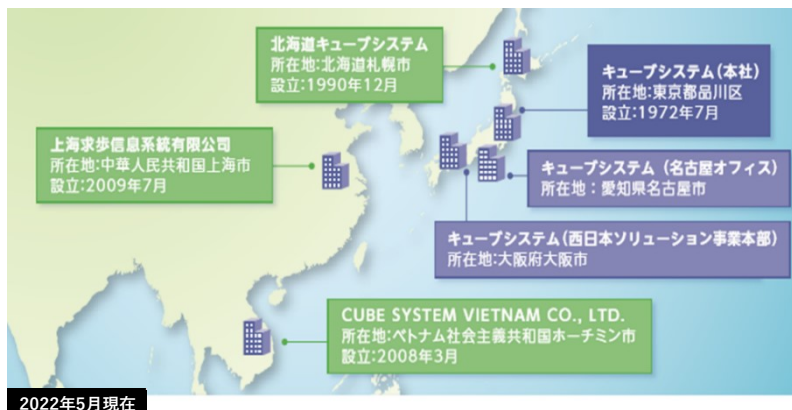 北海道キューブシステム
所在地:北海道札幌市
設立:1990年12月
キューブシステム(本社)
所在地:東京都品川区
設立:1972年7月
上海求歩信息系統有限公司
所在地:中華人民共和国上海市
設立:2009年7月
キューブシステム（名古屋オフィス）
所在地：愛知県名古屋市
キューブシステム(西日本ソリューション事業本部)
所在地:大阪府大阪市
CUBE SYSTEM VIETNAM CO., LTD.
所在地:ベトナム社会主義共和国ホーチミン市
設立:2008年3月
2022年5月現在